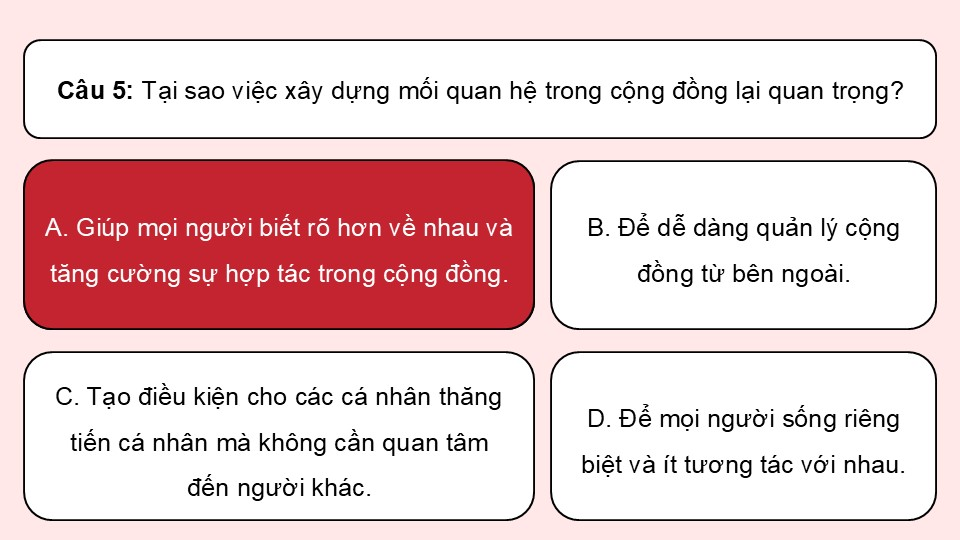 Câu 5: Tại sao việc xây dựng mối quan hệ trong cộng đồng lại quan trọng?
A. Giúp mọi người biết rõ hơn về nhau và
tăng cường sự hợp tác trong cộng đồng.
B. Để dễ dàng quản lý cộng
đồng từ bên ngoài.
C. Tạo điều kiện cho các cá nhân thăng
tiến cá nhân mà không cần quan tâm
đến người khác.
D. Để mọi người sống riêng
biệt và ít tương tác với nhau.